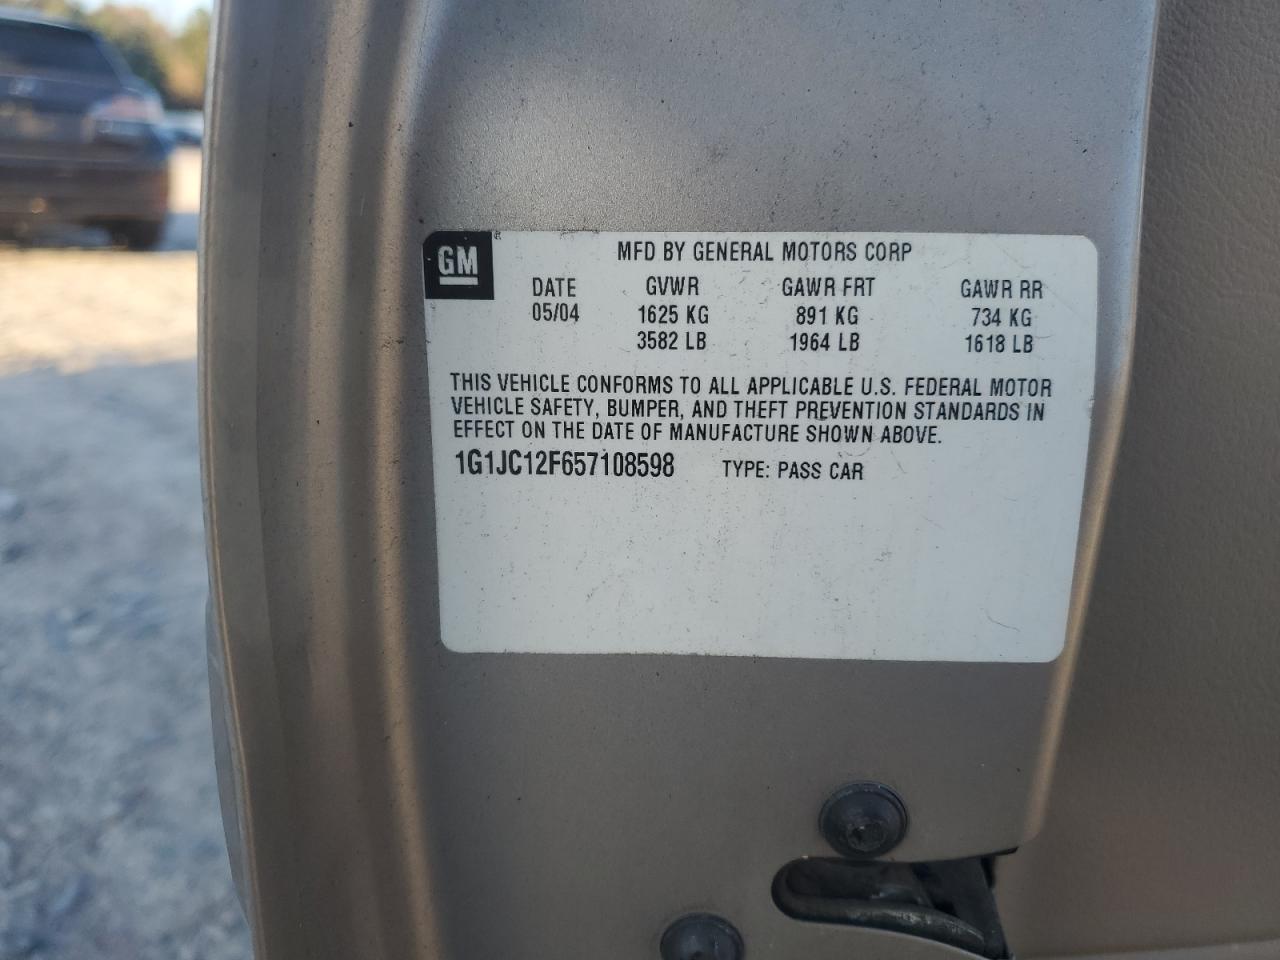 GM
MFD BY GENERAL MOTORS CORP
DATE GVWR GAWR FRT GAWR RR
05/04 1625 KG 891 KG 734 KG
3582 LB 1964 LB 1618 LB
THIS VEHICLE CONFORMS TO ALL APPLICABLE U.S. FEDERAL MOTOR
VEHICLE SAFETY, BUMPER, AND THEFT PREVENTION STANDARDS IN
EFFECT ON THE DATE OF MANUFACTURE SHOWN ABOVE.
1G1JC12F657108598 TYPE: PASS CAR